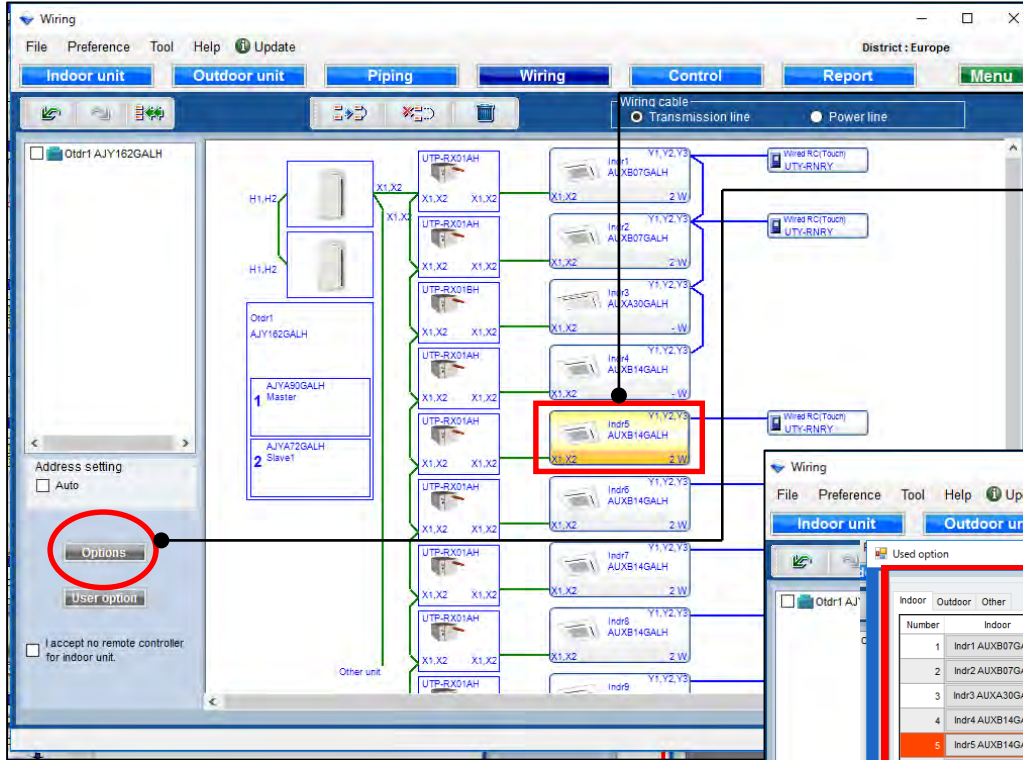 Wiring
File Preference Tool Help Update
District : Europe
Indoor unit Outdoor unit Piping Wiring Control Report Menu
Wiring cable
Transmission line Power line
Otdr1 AJY162GALH
Address setting
Auto
Options
User option
I accept no remote controller
for indoor unit.
H1,H2
X1,X2
X1,X2
H1,H2
Otdr1
AJY162GALH
AJYA90GALH
1 Master
AJYA72GALH
2 Slave1
Other unit
UTP-RX01AH
X1,X2 X1,X2
Indr1 Y1,Y2,Y3
AUXB07GALH
X1,X2 2 W
Wired RC(Touch)
UTY-RNRY
UTP-RX01AH
X1,X2 X1,X2
Indr2 Y1,Y2,Y3
AUXB07GALH
X1,X2 2 W
Wired RC(Touch)
UTY-RNRY
UTP-RX01BH
X1,X2 X1,X2
Indr3 Y1,Y2,Y3
AUXA30GALH
X1,X2 - W
UTP-RX01AH
X1,X2 X1,X2
Indr4 Y1,Y2,Y3
AUXB14GALH
X1,X2 - W
UTP-RX01AH
X1,X2 X1,X2
Indr5 Y1,Y2,Y3
AUXB14GALH
X1,X2 2 W
Wired RC(Touch)
UTY-RNRY
UTP-RX01AH
X1,X2 X1,X2
Indr6 Y1,Y2,Y3
AUXB14GALH
X1,X2 2 W
UTP-RX01AH
X1,X2 X1,X2
Indr7 Y1,Y2,Y3
AUXB14GALH
X1,X2 2 W
UTP-RX01AH
X1,X2 X1,X2
Indr8 Y1,Y2,Y3
AUXB14GALH
X1,X2 2 W
UTP-RX01AH
Indr9 Y1,Y2,Y3
Wiring
File Preference Tool Help Up
Indoor unit Outdoor un
Otdr1 AJ
Used option
Indoor Outdoor Other
Number Indoor
1 Indr1 AUXB07GA
2 Indr2 AUXB07GA
3 Indr3 AUXA30GA
4 Indr4 AUXB14GA
5 Indr5 AUXB14GA